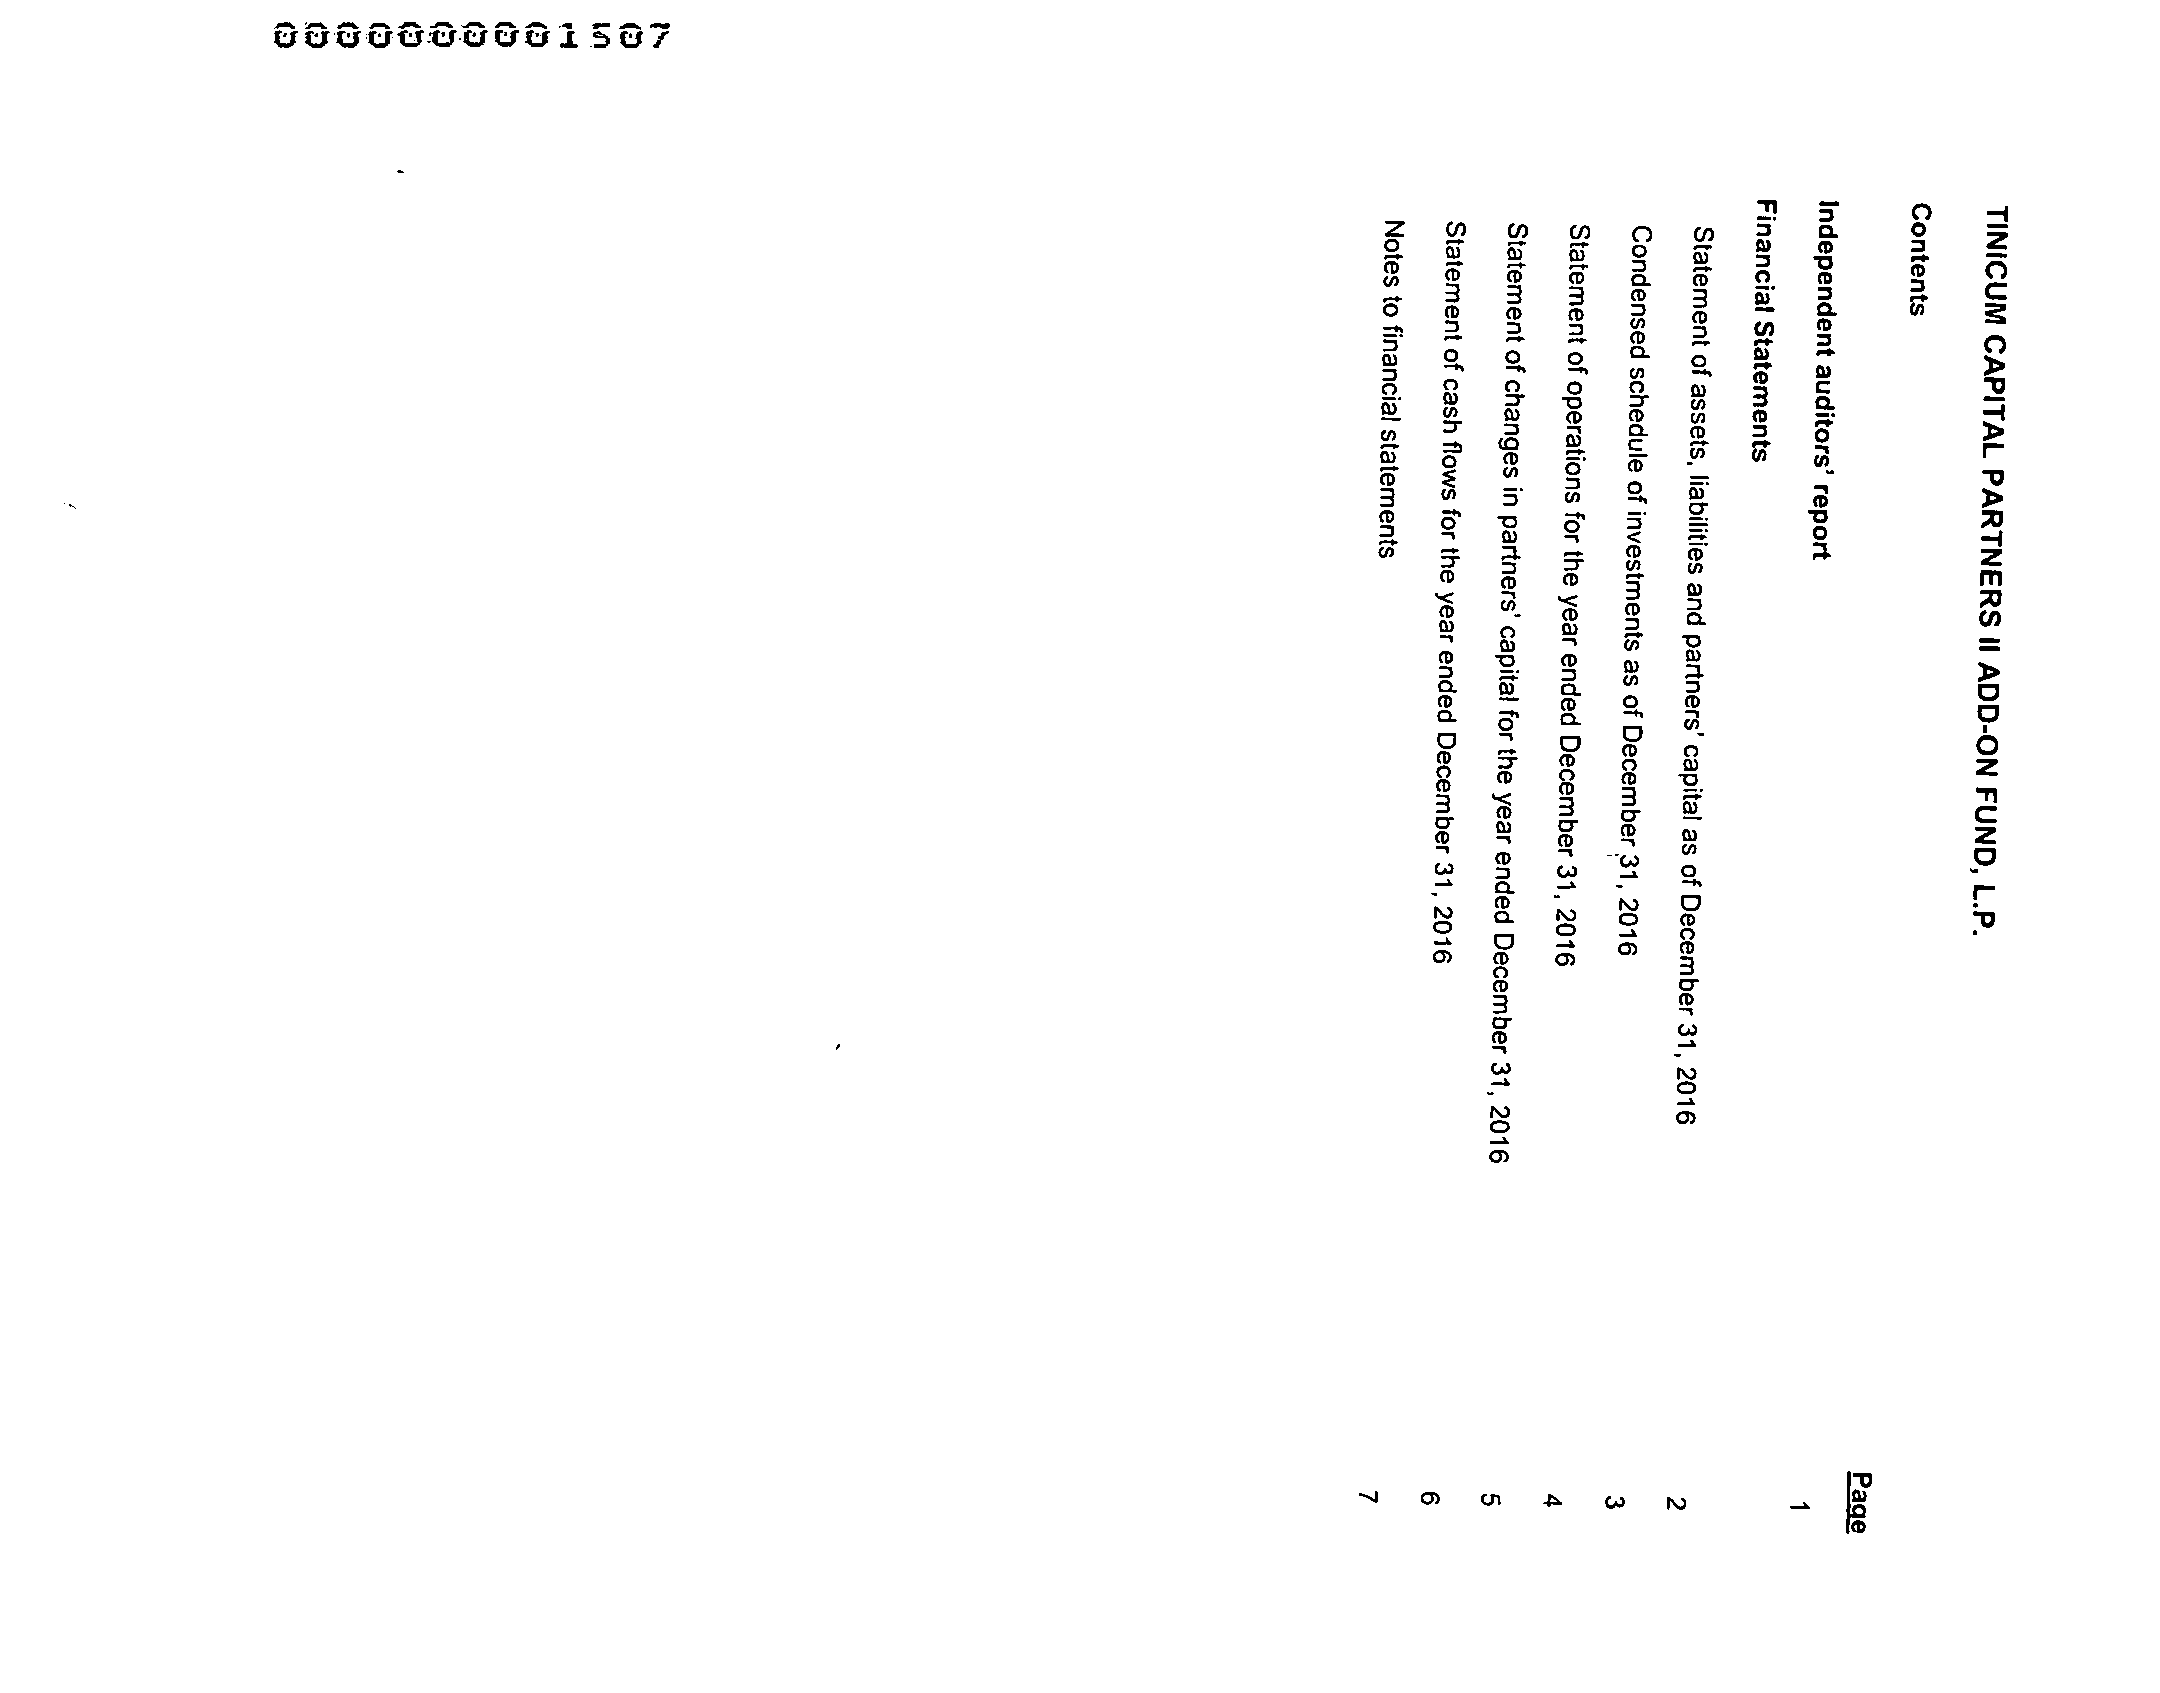 0000000001507
TINICUM CAPITAL PARTNERS II ADD-ON FUND, L.P.
Contents
Page
Independent auditors' report 1
Financial Statements
Statement of assets, liabilities and partners' capital as of December 31, 2016 2
Condensed schedule of investments as of December 31, 2016 3
Statement of operations for the year ended December 31, 2016 4
Statement of changes in partners' capital for the year ended December 31, 2016 5
Statement of cash flows for the year ended December 31, 2016 6
Notes to financial statements 7